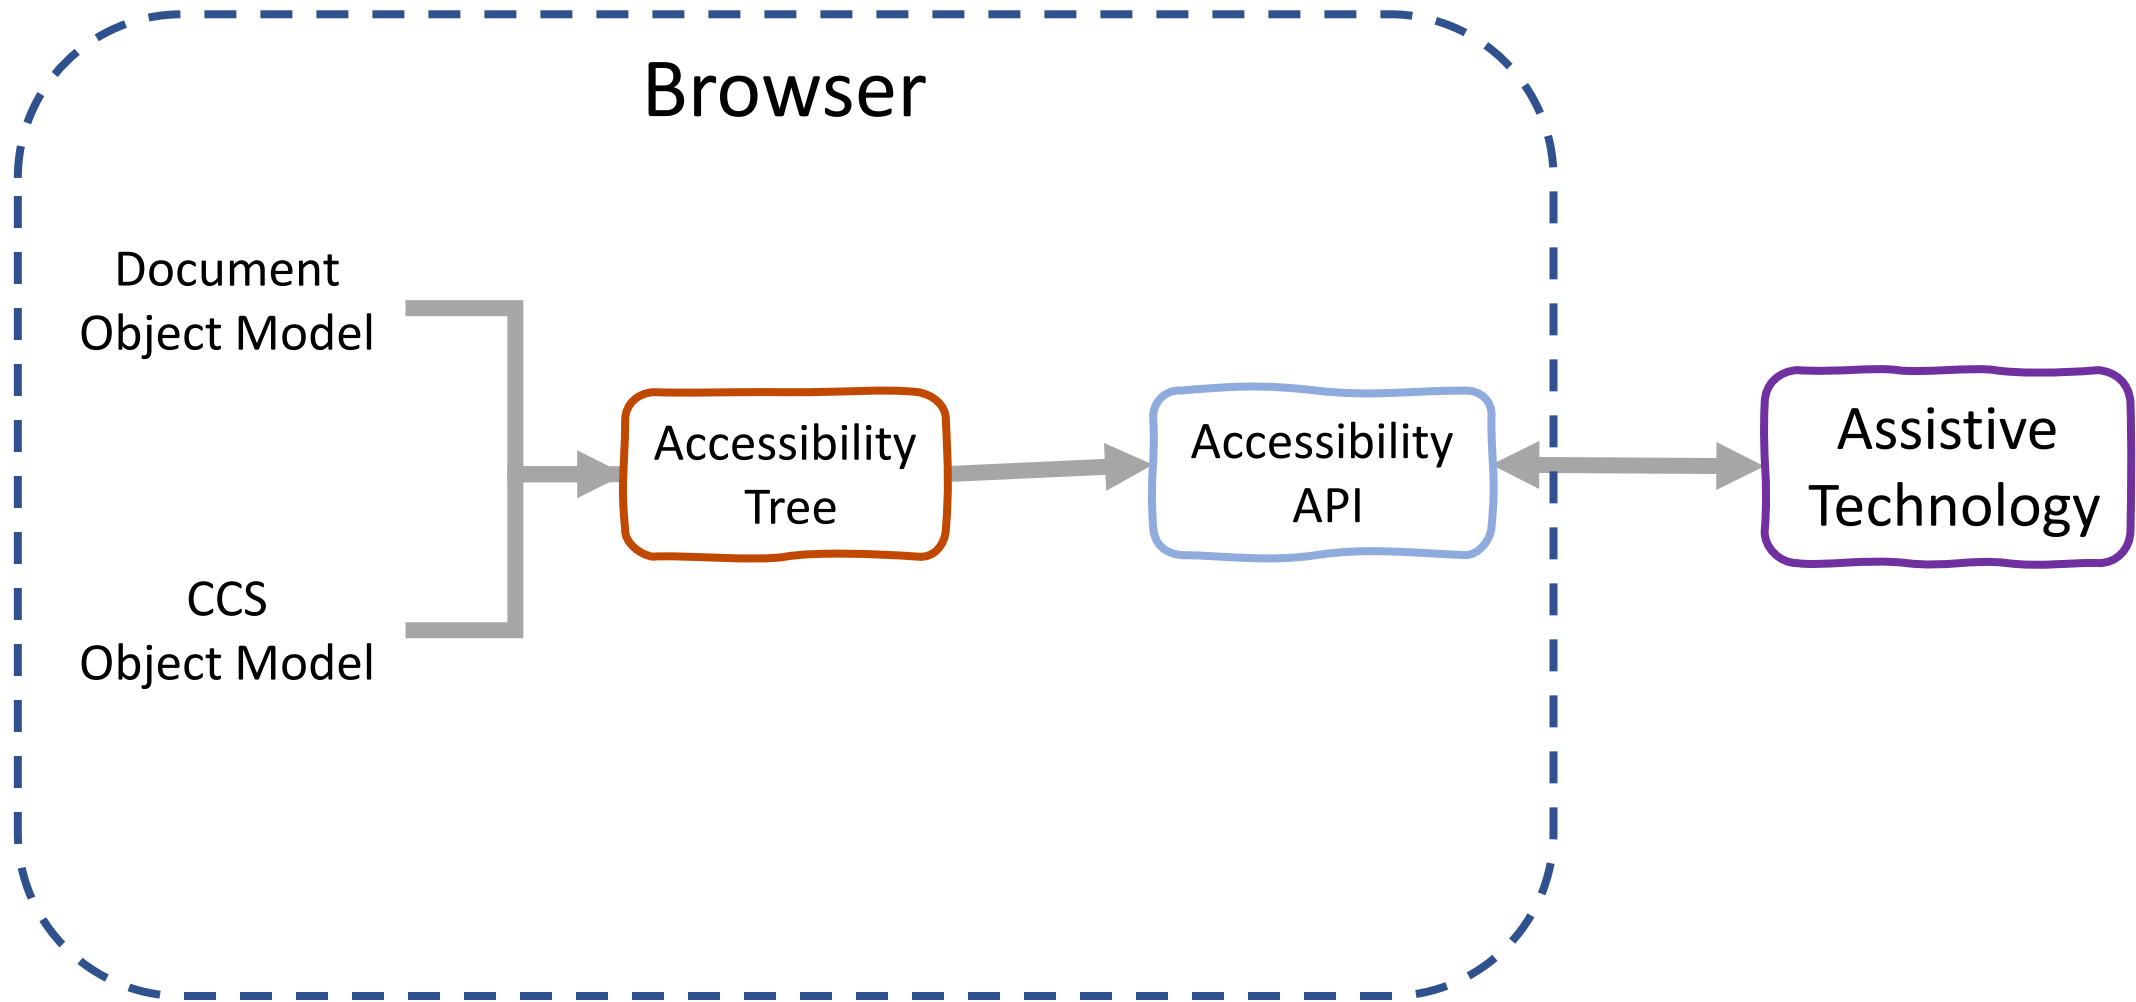 Browser
Document
Object Model
CCS
Object Model
Accessibility
Tree
Accessibility
API
Assistive
Technology